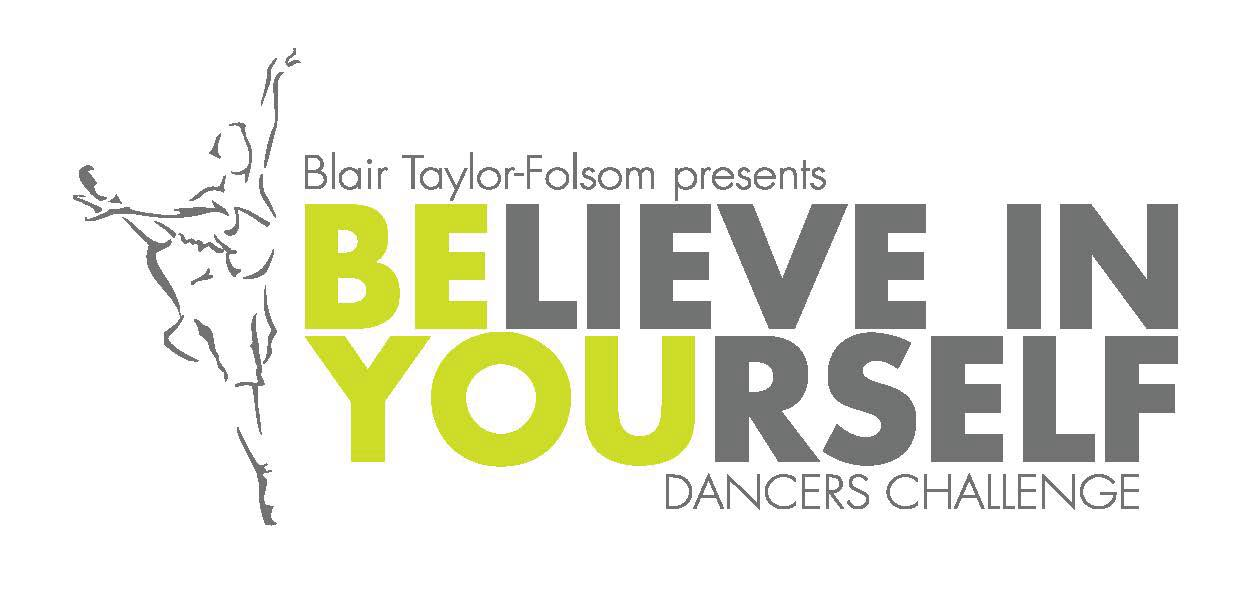 Blair Taylor-Folsom presents
BELIEVE IN
YOURSELF
DANCERS CHALLENGE